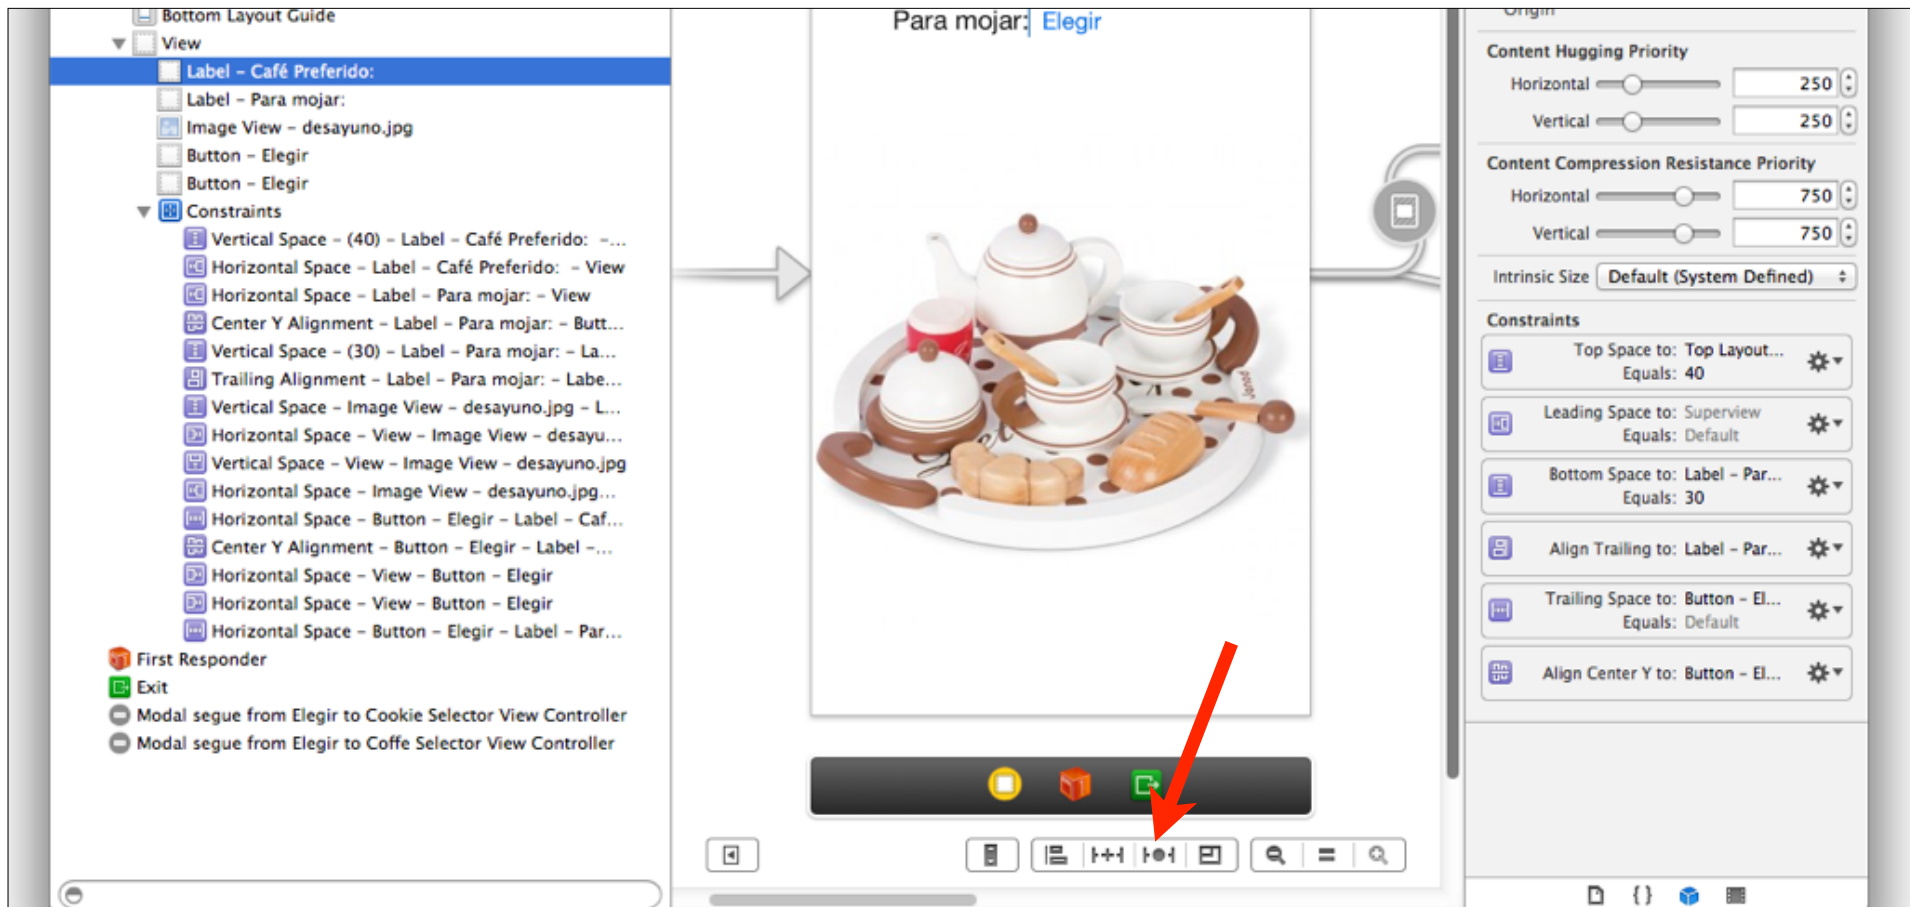 Bottom Layout Guide
View
Label – Café Preferido:
Label – Para mojar:
Image View – desayuno.jpg
Button – Elegir
Button – Elegir
Constraints
Vertical Space – (40) – Label – Café Preferido: –...
Horizontal Space – Label – Café Preferido: – View
Horizontal Space – Label – Para mojar: – View
Center Y Alignment – Label – Para mojar: – Butt...
Vertical Space – (30) – Label – Para mojar: – La...
Trailing Alignment – Label – Para mojar: – Labe...
Vertical Space – Image View – desayuno.jpg – L...
Horizontal Space – View – Image View – desayu...
Vertical Space – View – Image View – desayuno.jpg
Horizontal Space – Image View – desayuno.jpg...
Horizontal Space – Button – Elegir – Label – Caf...
Center Y Alignment – Button – Elegir – Label –...
Horizontal Space – View – Button – Elegir
Horizontal Space – View – Button – Elegir
Horizontal Space – Button – Elegir – Label – Par...
First Responder
Exit
Modal segue from Elegir to Cookie Selector View Controller
Modal segue from Elegir to Coffe Selector View Controller
Para mojar: Elegir
Janod
Origin
Content Hugging Priority
Horizontal 250
Vertical 250
Content Compression Resistance Priority
Horizontal 750
Vertical 750
Intrinsic Size Default (System Defined)
Constraints
Top Space to: Top Layout...
Equals: 40
Leading Space to: Superview
Equals: Default
Bottom Space to: Label – Par...
Equals: 30
Align Trailing to: Label – Par...
Trailing Space to: Button – El...
Equals: Default
Align Center Y to: Button – El...